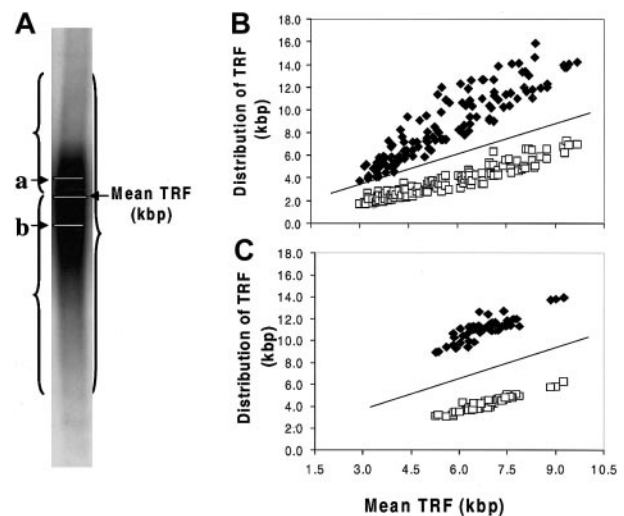 A
a
b
Mean TRF
(kbp)
B
Distribution of TRF
(kbp)
18.0
16.0
14.0
12.0
10.0
8.0
6.0
4.0
2.0
0.0
C
Distribution of TRF
(kbp)
18.0
16.0
14.0
12.0
10.0
8.0
6.0
4.0
2.0
0.0
1.5 3.0 4.5 6.0 7.5 9.0 10.5
Mean TRF (kbp)